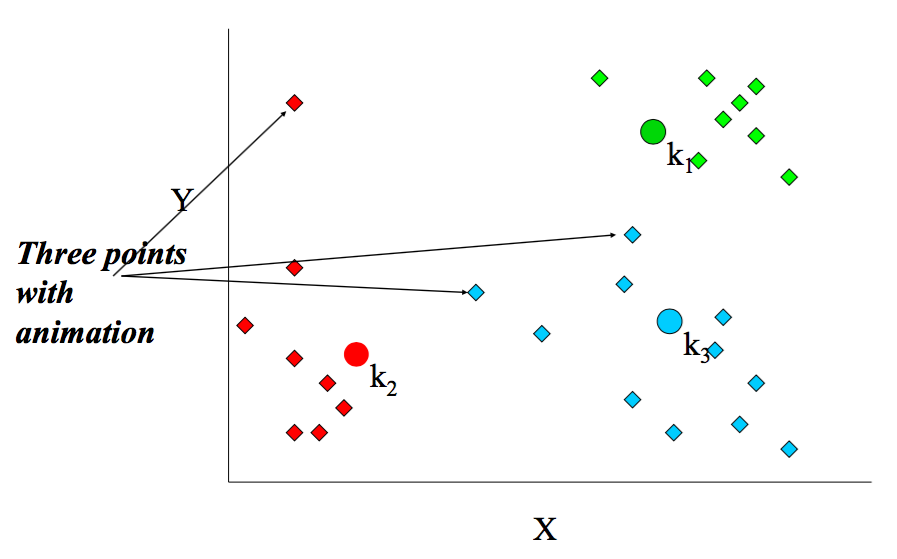 Y
Three points
with
animation
k1
k2
k3
X